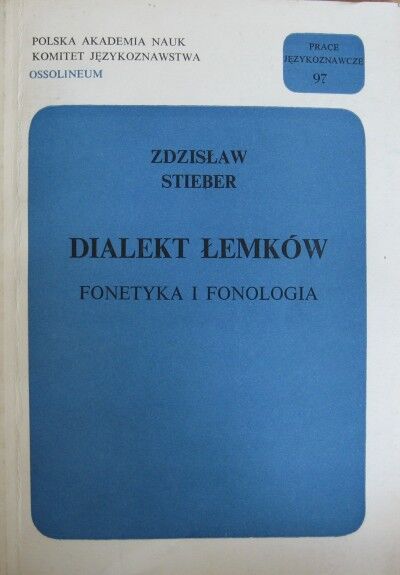 POLSKA AKADEMIA NAUK
KOMITET JĘZYKOZNAWSTWA
OSSOLINEUM
PRACE
JĘZYKOZNAWCZE
97
ZDZISŁAW
STIEBER
DIALEKT ŁEMKÓW
FONETYKA I FONOLOGIA